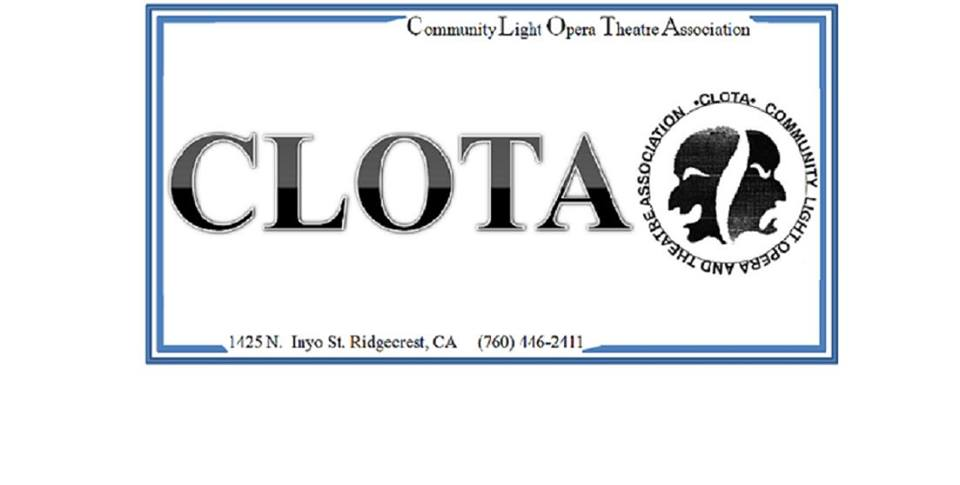 Community Light Opera Theatre Association
CLOTA
•CLOTA• COMMUNITY LIGHT OPERA AND THEATRE ASSOCIATION
1425 N. Inyo St. Ridgecrest, CA (760) 446-2411